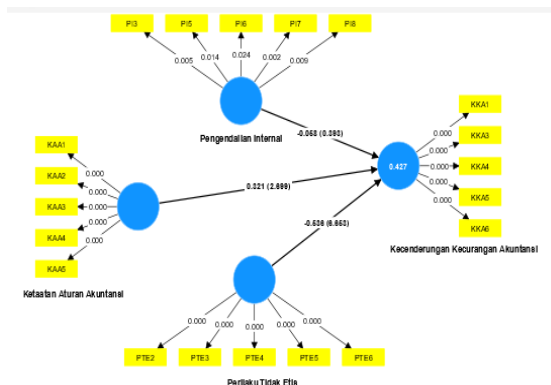 PI3 PI5 PI6 PI7 PI8
0.005 0.014 0.024 0.002 0.009
Pengendalian Internal
-0.053 (0.393)
KAA1
KAA2
KAA3
KAA4
KAA5
0.000
0.000
0.000
0.000
0.000
Ketaatan Aturan Akuntansi
0.321 (2.699)
0.427
KKA1
KKA3
KKA4
KKA5
KKA6
0.000
0.000
0.000
0.000
0.000
Kecenderungan Kecurangan Akuntansi
-0.536 (6.653)
0.000 0.000 0.000 0.000 0.000
PTE2 PTE3 PTE4 PTE5 PTE6
Perilaku Tidak Etis